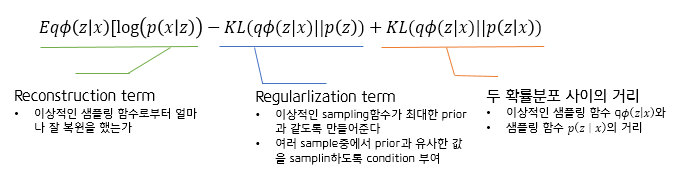 Eqϕ(z|x)[log(p(x|z)) − KL(qϕ(z|x)||p(z)) + KL(qϕ(z|x)||p(z|x))
Reconstruction term
• 이상적인 샘플링 함수로부터 얼마
나 잘 복원을 했는가
Regularlization term
• 이상적인 sampling함수가 최대한 prior
과 같도록 만들어준다
• 여러 sample중에서 prior과 유사한 값
을 samplin하도록 condition 부여
두 확률분포 사이의 거리
• 이상적인 샘플링 함수 qϕ(z|x)와
• 샘플링 함수 p(z | x)의 거리